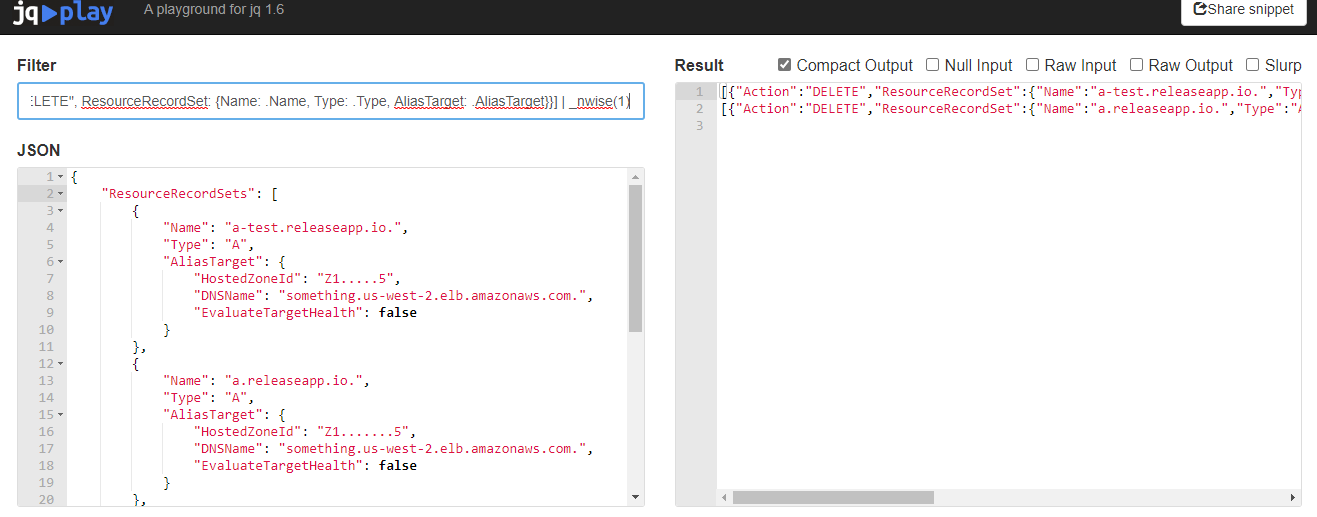 jq▶play A playground for jq 1.6 Share snippet
Filter
ELETE", ResourceRecordSet: {Name: .Name, Type: .Type, AliasTarget: .AliasTarget}}] | _nwise(1)
JSON
1 {
2 "ResourceRecordSets": [
3 {
4 "Name": "a-test.releaseapp.io.",
5 "Type": "A",
6 "AliasTarget": {
7 "HostedZoneId": "Z1.....5",
8 "DNSName": "something.us-west-2.elb.amazonaws.com.",
9 "EvaluateTargetHealth": false
10 }
11 },
12 {
13 "Name": "a.releaseapp.io.",
14 "Type": "A",
15 "AliasTarget": {
16 "HostedZoneId": "Z1.......5",
17 "DNSName": "something.us-west-2.elb.amazonaws.com.",
18 "EvaluateTargetHealth": false
19 }
20 },
Result Compact Output Null Input Raw Input Raw Output Slurp
1 [{"Action":"DELETE","ResourceRecordSet":{"Name":"a-test.releaseapp.io.","Typ
2 [{"Action":"DELETE","ResourceRecordSet":{"Name":"a.releaseapp.io.","Type":"A
3